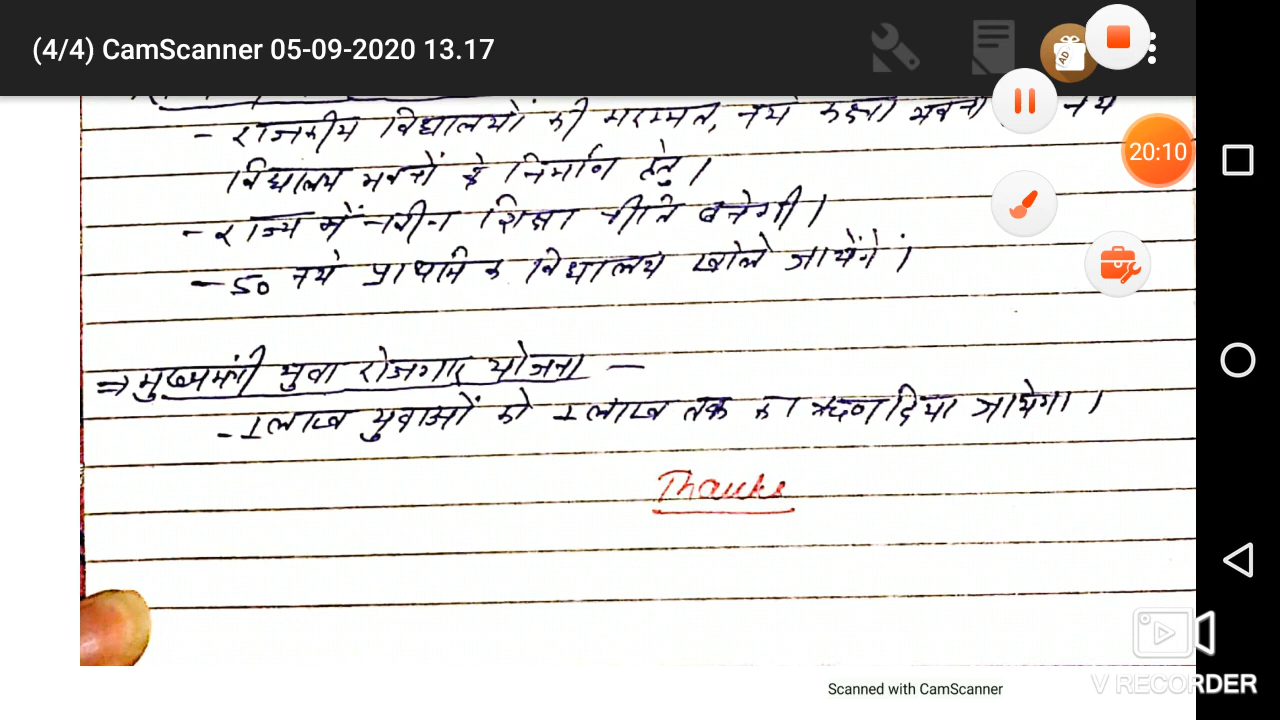 (4/4) CamScanner 05-09-2020 13.17
- राजकीय विद्यालयों की मरम्मत, नये कक्षा नये
20:10
विद्यालय भवनों के निर्माण हेतु।
- राज्य में नवीन शिक्षा नीति बनेगी।
- 50 नये प्राथमिक विद्यालय खोले जायेंगे।
⇒ मुख्यमंत्री युवा रोजगार योजना —
- 1 लाख युवाओं को 1 लाख तक का ऋण दिया जायेगा।
Thanks
Scanned with CamScanner
V RECORDER